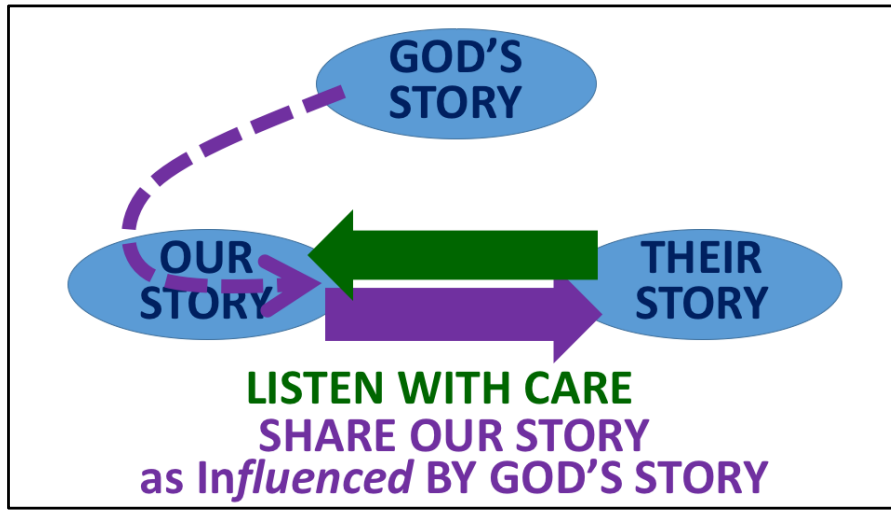 GOD'S
STORY
OUR
STORY
THEIR
STORY
LISTEN WITH CARE
SHARE OUR STORY
as Influenced BY GOD'S STORY